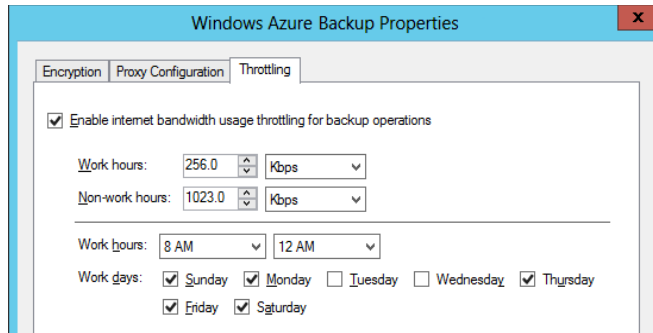 Windows Azure Backup Properties x
Encryption Proxy Configuration Throttling
Enable internet bandwidth usage throttling for backup operations
Work hours: 256.0 Kbps
Non-work hours: 1023.0 Kbps
Work hours: 8 AM 12 AM
Work days: Sunday Monday Tuesday Wednesday Thursday
Friday Saturday